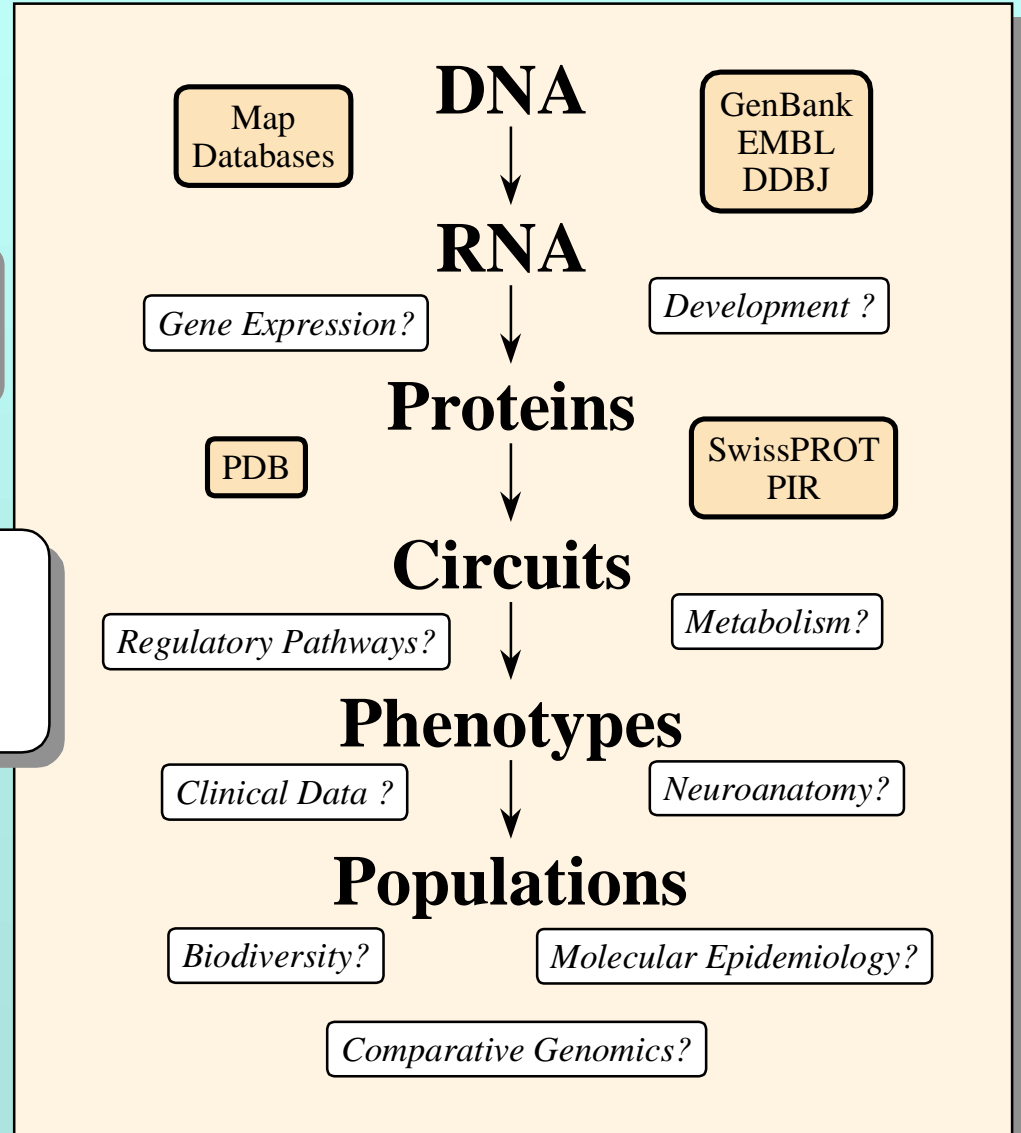 DNA
Map
Databases
GenBank
EMBL
DDBJ
RNA
Gene Expression?
Development ?
Proteins
PDB
SwissPROT
PIR
Circuits
Regulatory Pathways?
Metabolism?
Phenotypes
Clinical Data ?
Neuroanatomy?
Populations
Biodiversity?
Molecular Epidemiology?
Comparative Genomics?